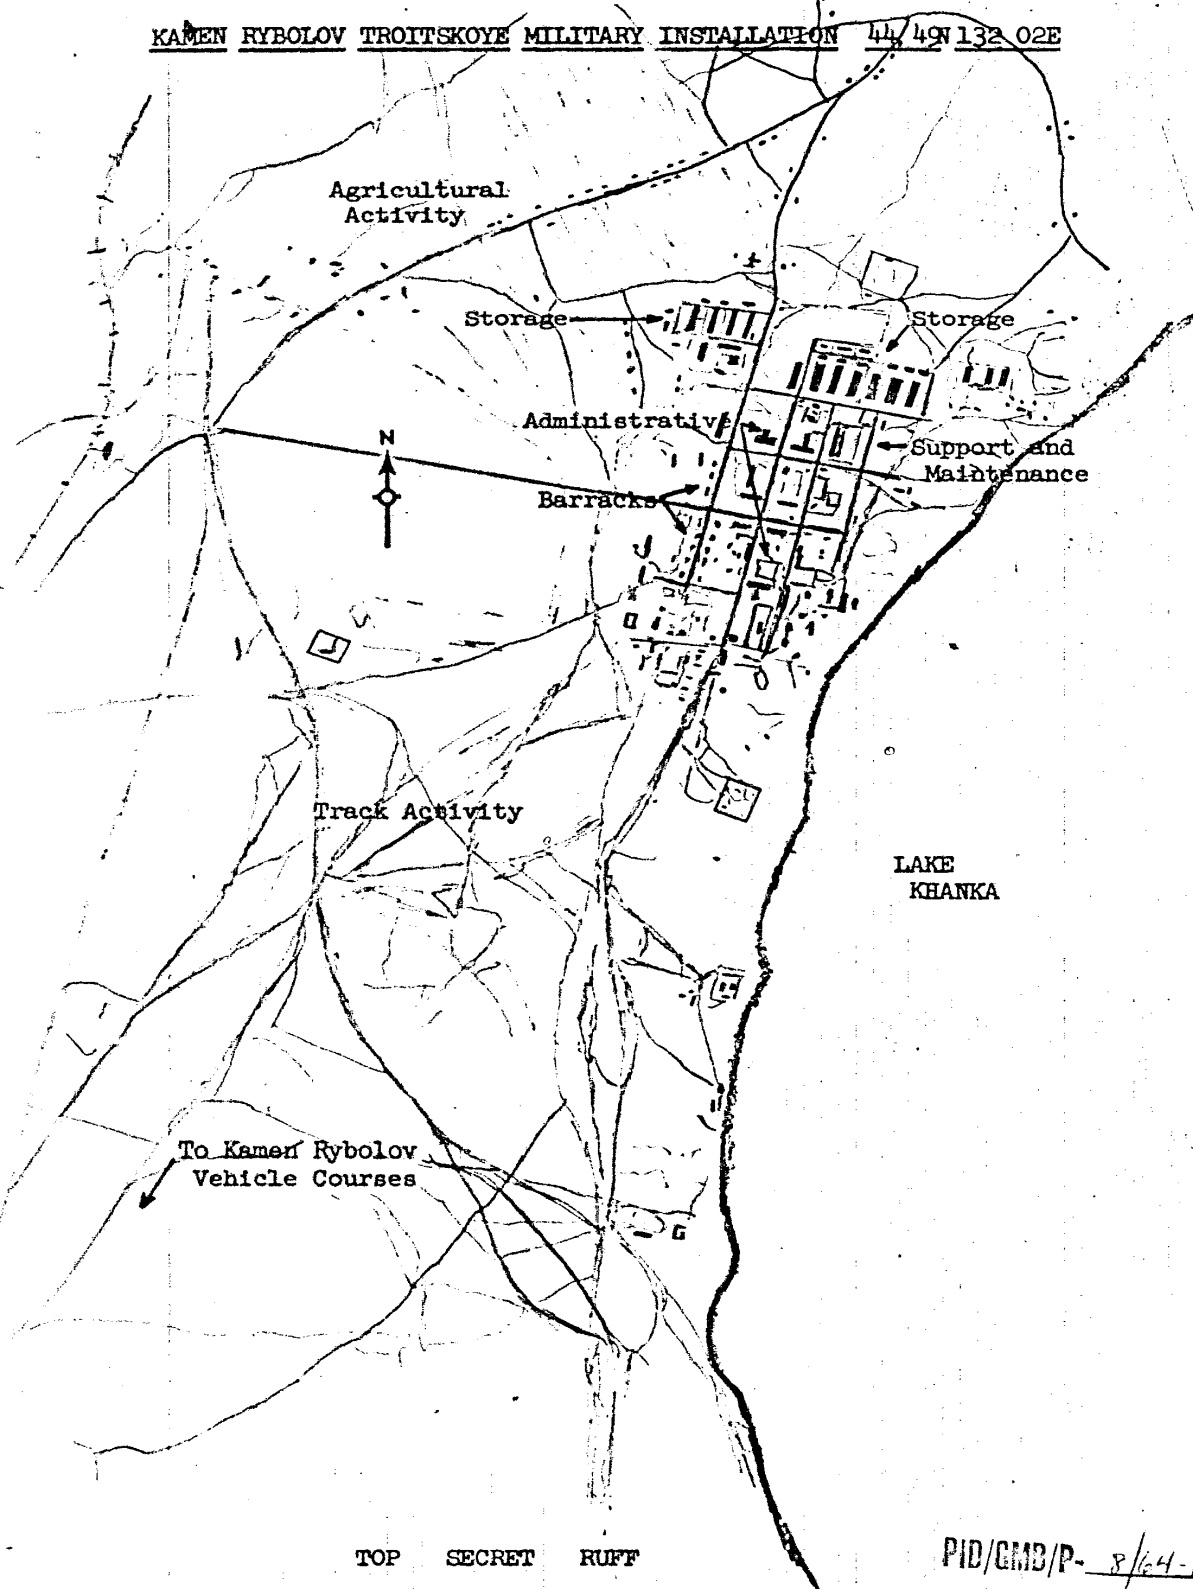 KAMEN RYBOLOV TROITSKOYE MILITARY INSTALLATION 44 49N 132 02E
Agricultural
Activity
Storage
Storage
Administrative
N
Support and
Maintenance
Barracks
Track Activity
LAKE
KHANKA
To Kamen Rybolov
Vehicle Courses
TOP SECRET RUFF
PID/GMB/P- 8/64-